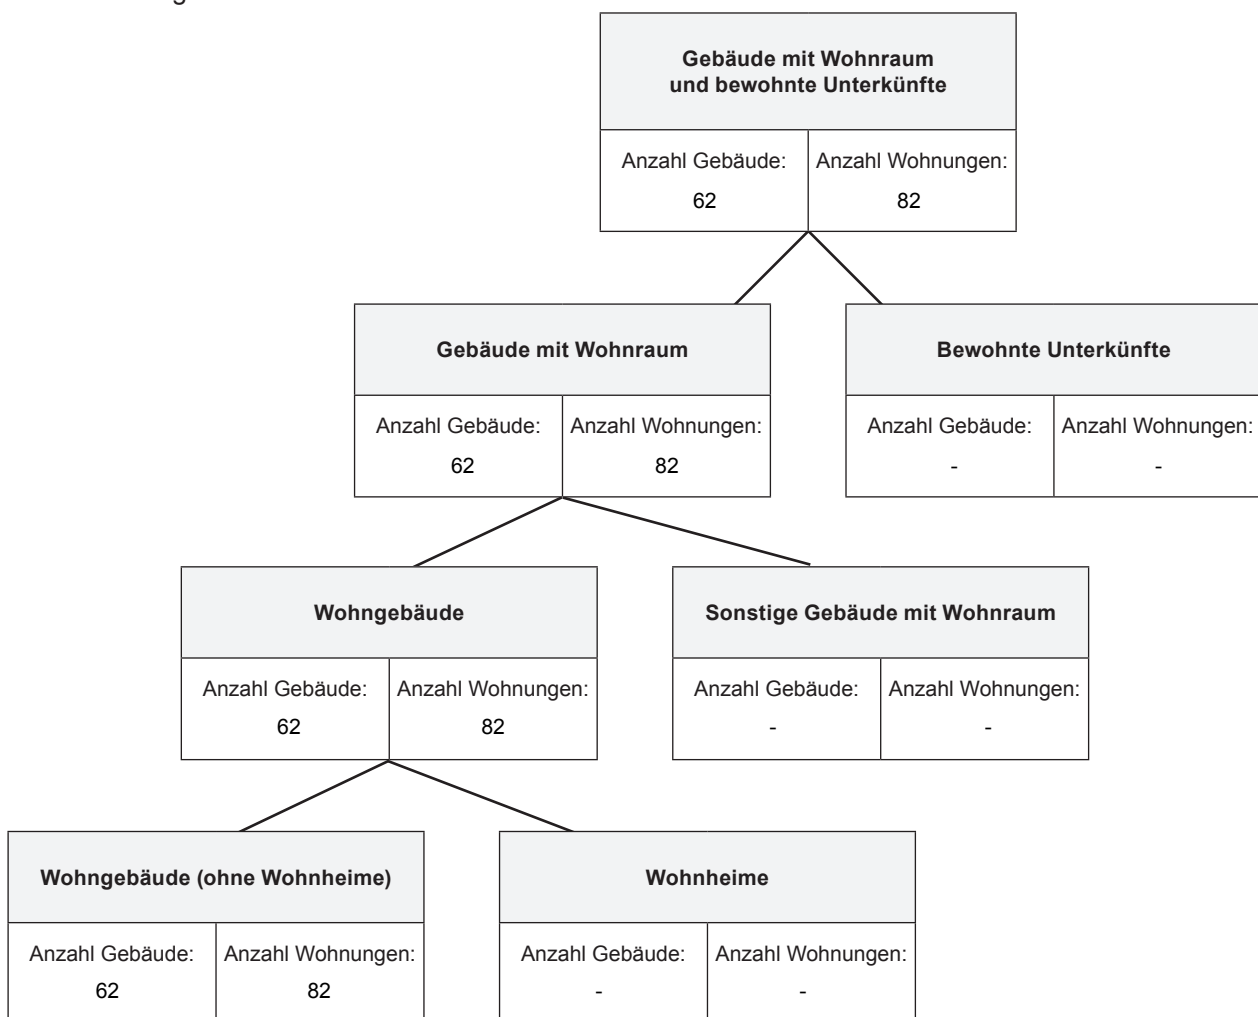 Gebäude mit Wohnraum
und bewohnte Unterkünfte
Anzahl Gebäude: Anzahl Wohnungen:
62 82
Gebäude mit Wohnraum Bewohnte Unterkünfte
Anzahl Gebäude: Anzahl Wohnungen: Anzahl Gebäude: Anzahl Wohnungen:
62 82 - -
Wohngebäude Sonstige Gebäude mit Wohnraum
Anzahl Gebäude: Anzahl Wohnungen: Anzahl Gebäude: Anzahl Wohnungen:
62 82 - -
Wohngebäude (ohne Wohnheime) Wohnheime
Anzahl Gebäude: Anzahl Wohnungen: Anzahl Gebäude: Anzahl Wohnungen:
62 82 - -